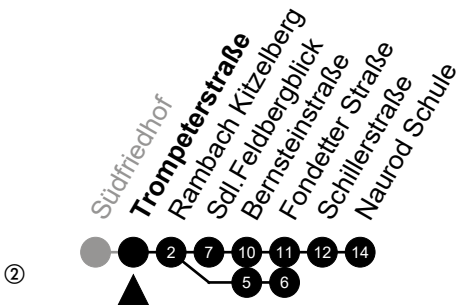 Südfriedhof
Trompeterstraße
Rambach Kitzelberg
Sdl.Feldbergblick
Bernsteinstraße
Fondetter Straße
Schillerstraße
Naurod Schule
2 7 10 11 12 14
② 5 6